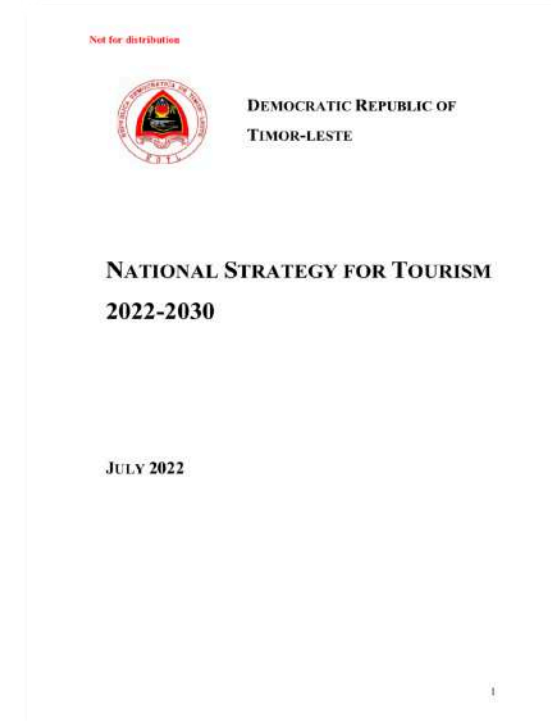 Not for distribution
DEMOCRATIC REPUBLIC OF
TIMOR-LESTE
NATIONAL STRATEGY FOR TOURISM
2022-2030
JULY 2022
1